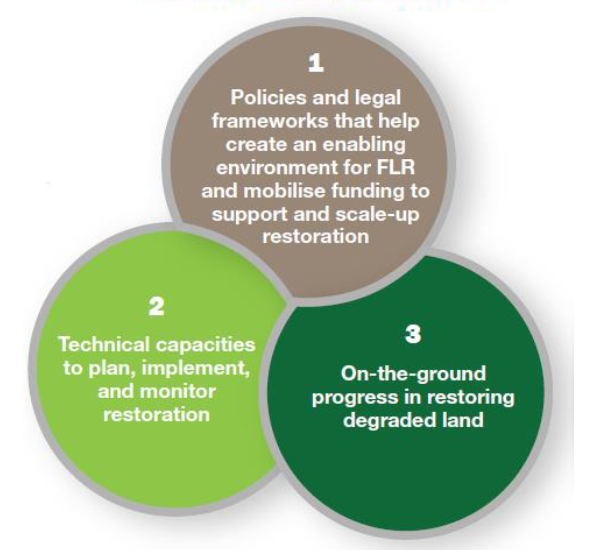 1
Policies and legal
frameworks that help
create an enabling
environment for FLR
and mobilise funding to
support and scale-up
restoration
2
Technical capacities
to plan, implement,
and monitor
restoration
3
On-the-ground
progress in restoring
degraded land